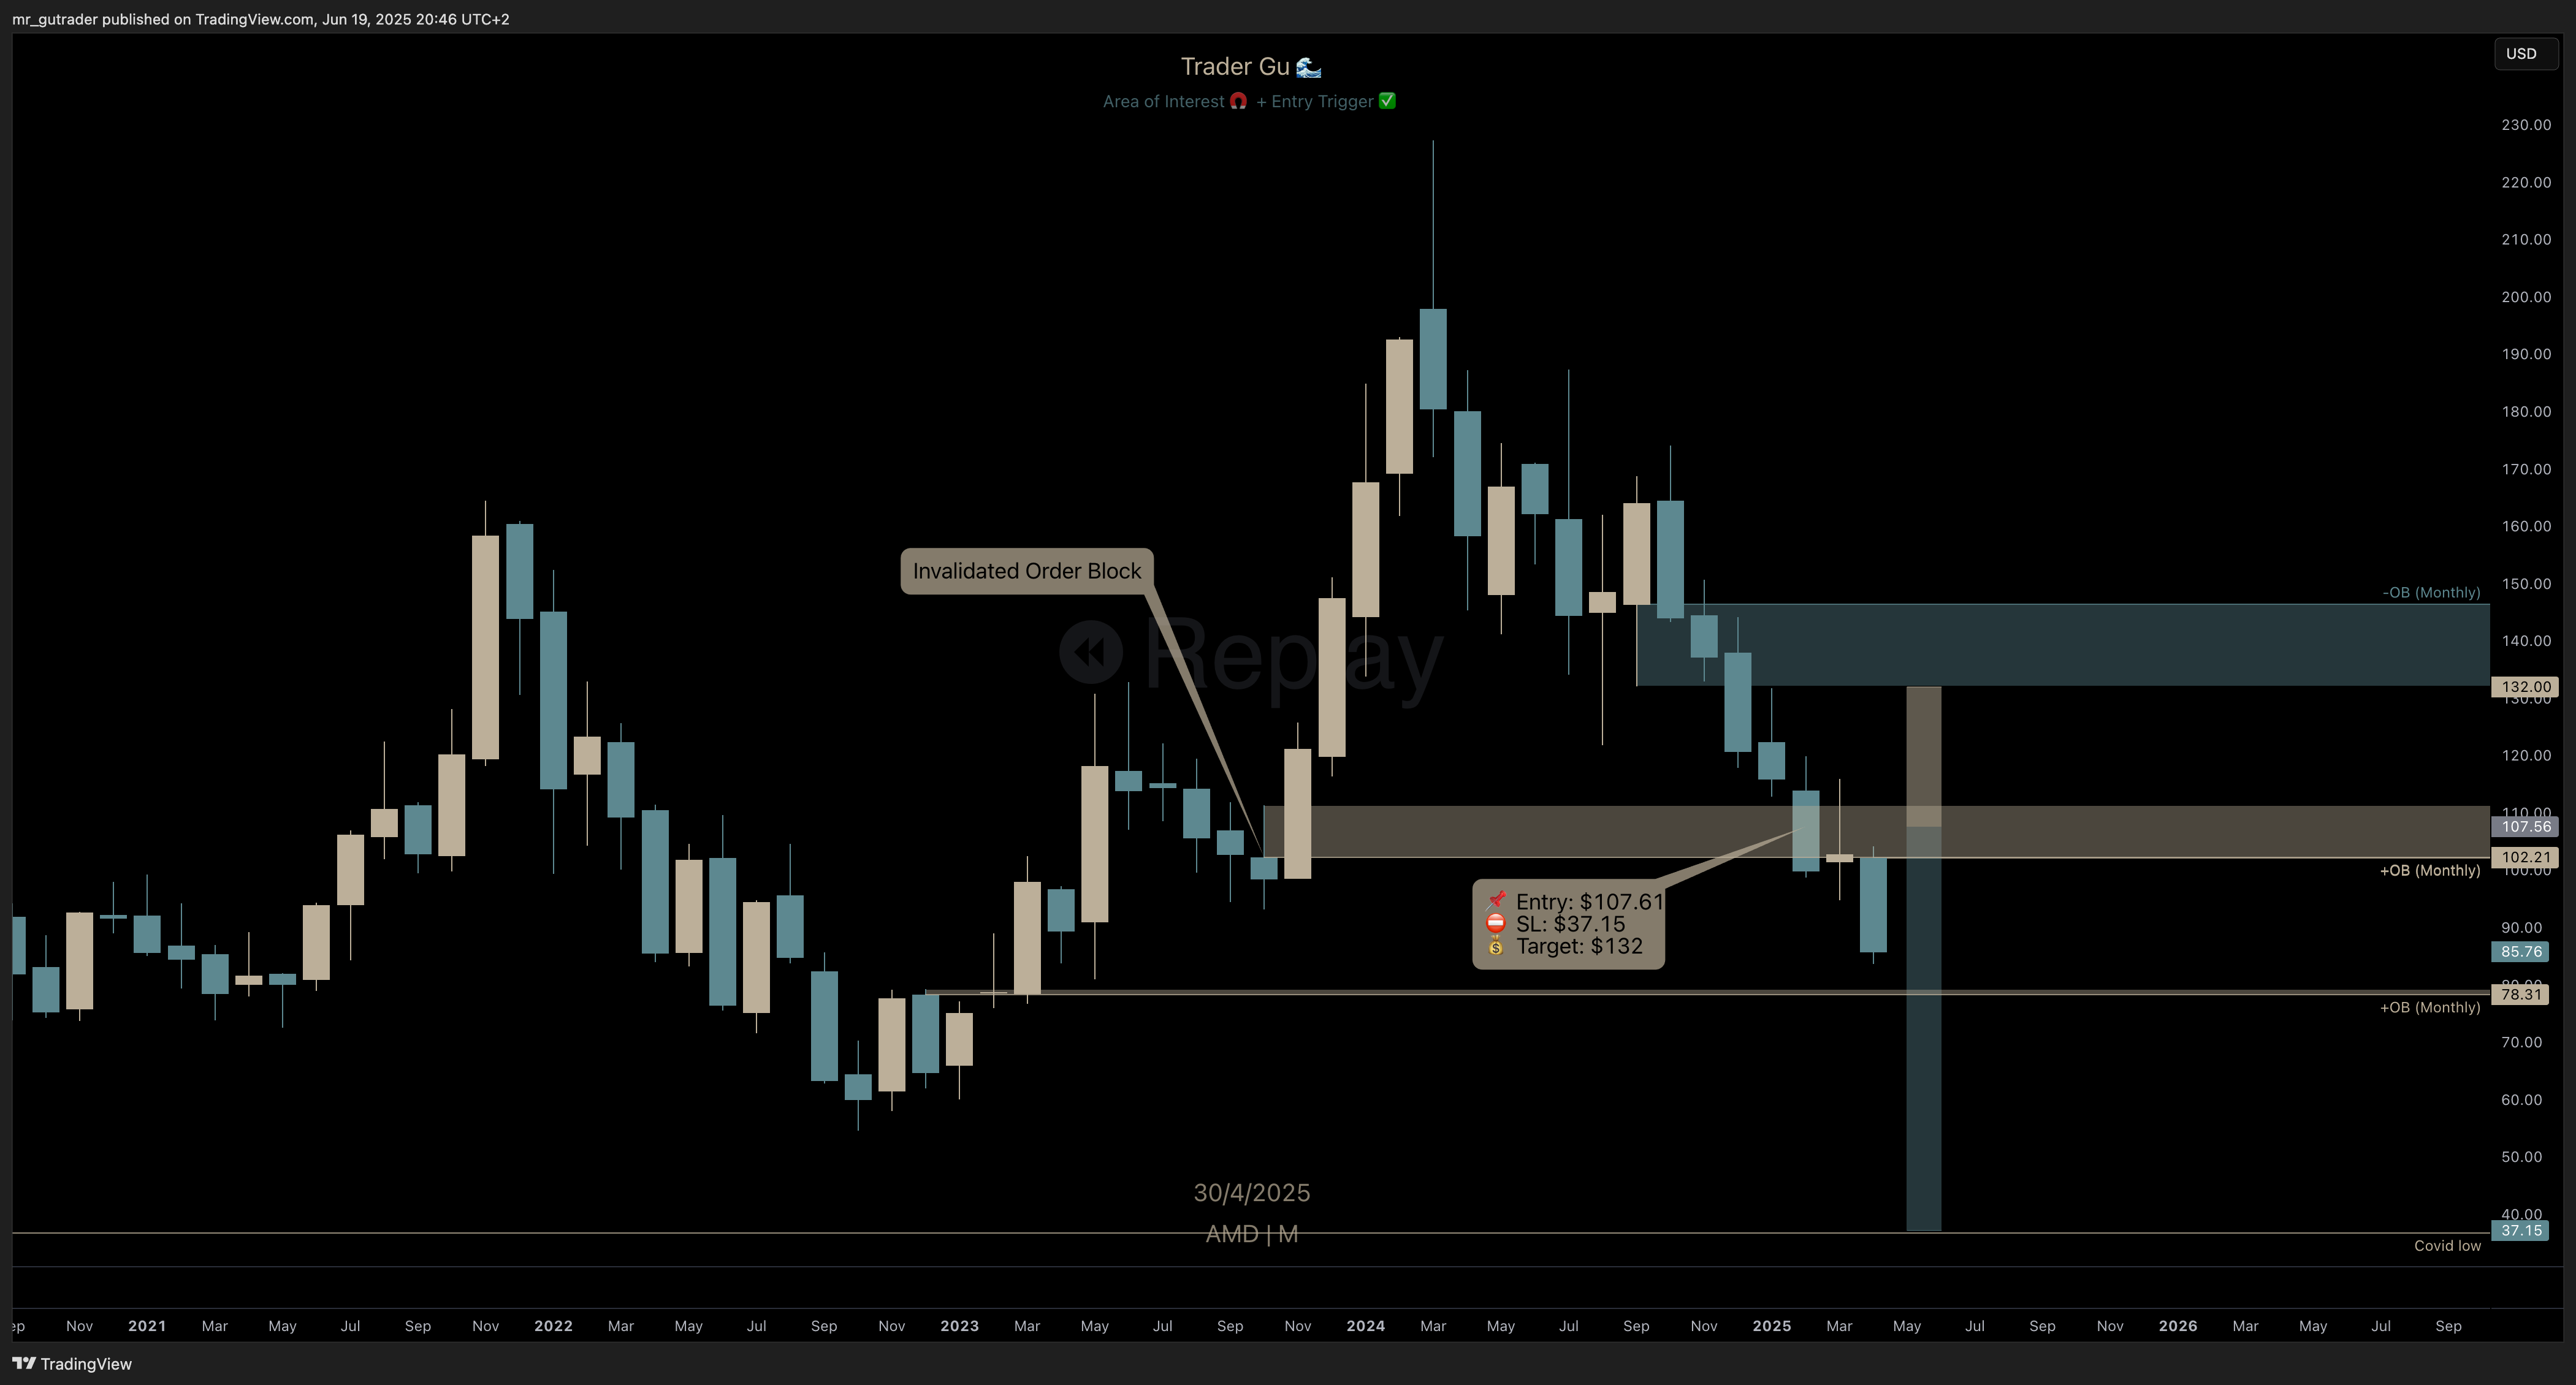 mr_gutrader published on TradingView.com, Jun 19, 2025 20:46 UTC+2
USD
Trader Gu 🌊
Area of Interest 🧲 + Entry Trigger ✅
230.00
220.00
210.00
200.00
190.00
180.00
170.00
160.00
Invalidated Order Block
-OB (Monthly)
150.00
Replay
140.00
132.00
130.00
120.00
110.00
107.56
102.21
+OB (Monthly)
100.00
📌 Entry: $107.61
⛔ SL: $37.15
💰 Target: $132
90.00
85.76
80.00
78.31
+OB (Monthly)
70.00
60.00
50.00
30/4/2025
40.00
AMD | M
37.15
Covid low
ep Nov 2021 Mar May Jul Sep Nov 2022 Mar May Jul Sep Nov 2023 Mar May Jul Sep Nov 2024 Mar May Jul Sep Nov 2025 Mar May Jul Sep Nov 2026 Mar May Jul Sep
TradingView